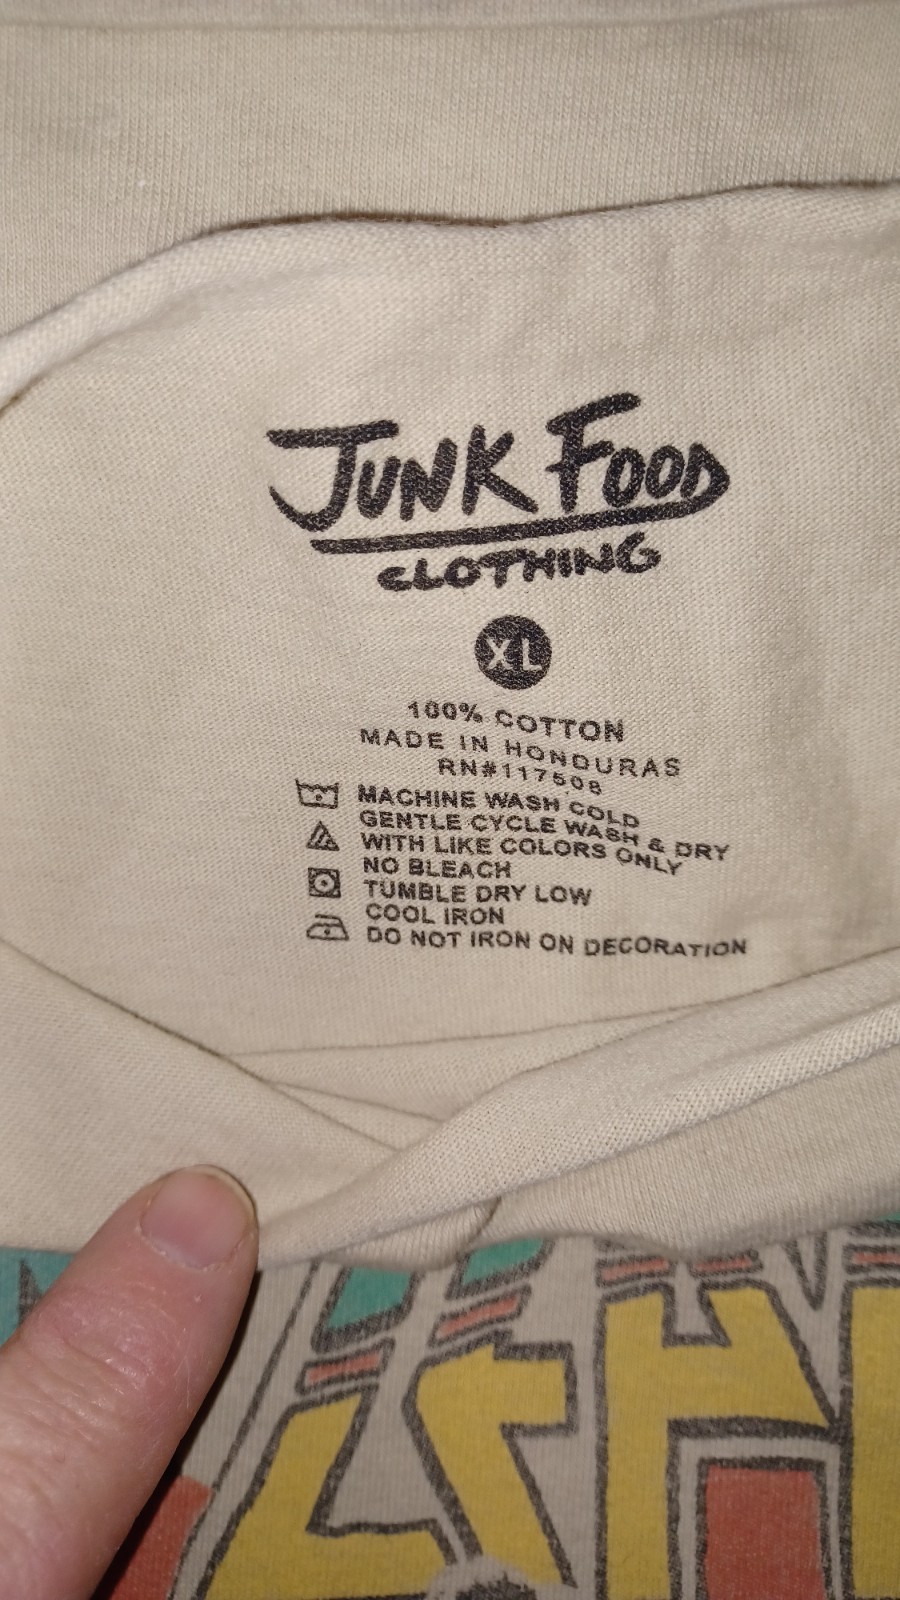 JUNK FOOD
CLOTHING
XL
100% COTTON
MADE IN HONDURAS
RN#117508
MACHINE WASH COLD
GENTLE CYCLE WASH & DRY
WITH LIKE COLORS ONLY
NO BLEACH
TUMBLE DRY LOW
COOL IRON
DO NOT IRON ON DECORATION